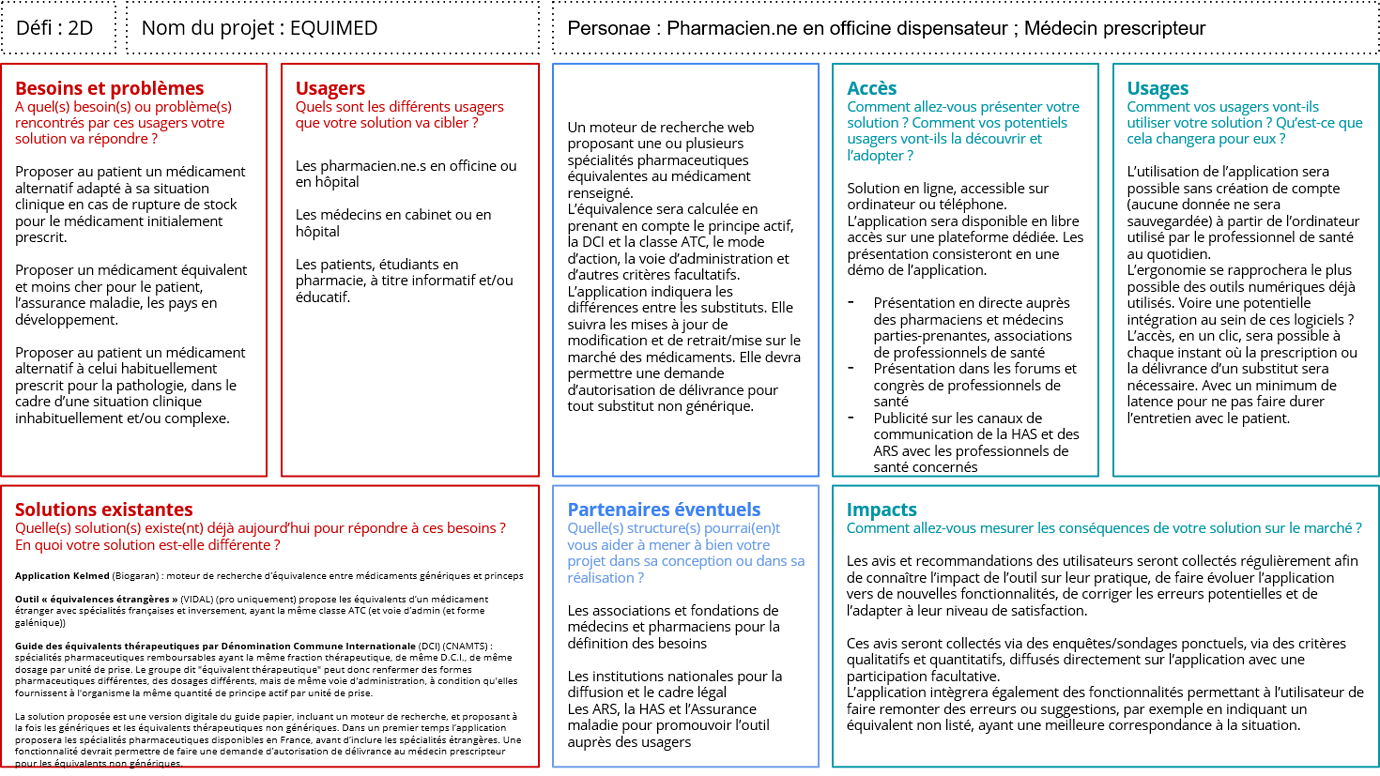 Défi : 2D
Nom du projet : EQUIMED
Personae : Pharmacien.ne en officine dispensateur ; Médecin prescripteur
Besoins et problèmes
A quel(s) besoin(s) ou problème(s)
rencontrés par ces usagers votre
solution va répondre ?
Proposer au patient un médicament
alternatif adapté à sa situation
clinique en cas de rupture de stock
pour le médicament initialement
prescrit.
Proposer un médicament équivalent
et moins cher pour le patient,
l’assurance maladie, les pays en
développement.
Proposer au patient un médicament
alternatif à celui habituellement
prescrit pour la pathologie, dans le
cadre d’une situation clinique
inhabituellement et/ou complexe.
Usagers
Quels sont les différents usagers
que votre solution va cibler ?
Les pharmacien.ne.s en officine ou
en hôpital
Les médecins en cabinet ou en
hôpital
Les patients, étudiants en
pharmacie, à titre informatif et/ou
éducatif.
Un moteur de recherche web
proposant une ou plusieurs
spécialités pharmaceutiques
équivalentes au médicament
renseigné.
L’équivalence sera calculée en
prenant en compte le principe actif,
la DCI et la classe ATC, le mode
d’action, la voie d’administration et
d’autres critères facultatifs.
L’application indiquera les
différences entre les substituts. Elle
suivra les mises à jour de
modification et de retrait/mise sur le
marché des médicaments. Elle devra
permettre une demande
d’autorisation de délivrance pour
tout substitut non générique.
Accès
Comment allez-vous présenter votre
solution ? Comment vos potentiels
usagers vont-ils la découvrir et
l’adopter ?
Solution en ligne, accessible sur
ordinateur ou téléphone.
L’application sera disponible en libre
accès sur une plateforme dédiée. Les
présentation consisteront en une
démo de l’application.
- Présentation en directe auprès
des pharmaciens et médecins
parties-prenantes, associations
de professionnels de santé
- Présentation dans les forums et
congrès de professionnels de
santé
- Publicité sur les canaux de
communication de la HAS et des
ARS avec les professionnels de
santé concernés
Usages
Comment vos usagers vont-ils
utiliser votre solution ? Qu’est-ce que
cela changera pour eux ?
L’utilisation de l’application sera
possible sans création de compte
(aucune donnée ne sera
sauvegardée) à partir de l’ordinateur
utilisé par le professionnel de santé
au quotidien.
L’ergonomie se rapprochera le plus
possible des outils numériques déjà
utilisés. Voire une potentielle
intégration au sein de ces logiciels ?
L’accès, en un clic, sera possible à
chaque instant où la prescription ou
la délivrance d’un substitut sera
nécessaire. Avec un minimum de
latence pour ne pas faire durer
l’entretien avec le patient.
Solutions existantes
Quelle(s) solution(s) existe(nt) déjà aujourd’hui pour répondre à ces besoins ?
En quoi votre solution est-elle différente ?
Application Kelmed (Biogaran) : moteur de recherche d’équivalence entre médicaments génériques et princeps
Outil « équivalences étrangères » (VIDAL) (pro uniquement) propose les équivalents d’un médicament
étranger avec spécialités françaises et inversement, ayant la même classe ATC (et voie d’admin (et forme
galénique))
Guide des équivalents thérapeutiques par Dénomination Commune Internationale (DCI) (CNAMTS) :
spécialités pharmaceutiques remboursables ayant la même fraction thérapeutique, de même D.C.I., de même
dosage par unité de prise. Le groupe dit "équivalent thérapeutique" peut donc renfermer des formes
pharmaceutiques différentes, des dosages différents, mais de même voie d'administration, à condition qu'elles
fournissent à l'organisme la même quantité de principe actif par unité de prise.
La solution proposée est une version digitale du guide papier, incluant un moteur de recherche, et proposant à
la fois les génériques et les équivalents thérapeutiques non génériques. Dans un premier temps l’application
proposera les spécialités pharmaceutiques disponibles en France, avant d’inclure les spécialités étrangères. Une
fonctionnalité devrait permettre de faire une demande d’autorisation de délivrance au médecin prescripteur
pour les équivalents non génériques.
Partenaires éventuels
Quelle(s) structure(s) pourrai(en)t
vous aider à mener à bien votre
projet dans sa conception ou dans sa
réalisation ?
Les associations et fondations de
médecins et pharmaciens pour la
définition des besoins
Les institutions nationales pour la
diffusion et le cadre légal
Les ARS, la HAS et l’Assurance
maladie pour promouvoir l’outil
auprès des usagers
Impacts
Comment allez-vous mesurer les conséquences de votre solution sur le marché ?
Les avis et recommandations des utilisateurs seront collectés régulièrement afin
de connaître l’impact de l’outil sur leur pratique, de faire évoluer l’application
vers de nouvelles fonctionnalités, de corriger les erreurs potentielles et de
l’adapter à leur niveau de satisfaction.
Ces avis seront collectés via des enquêtes/sondages ponctuels, via des critères
qualitatifs et quantitatifs, diffusés directement sur l’application avec une
participation facultative.
L’application intègrera également des fonctionnalités permettant à l’utilisateur de
faire remonter des erreurs ou suggestions, par exemple en indiquant un
équivalent non listé, ayant une meilleure correspondance à la situation.